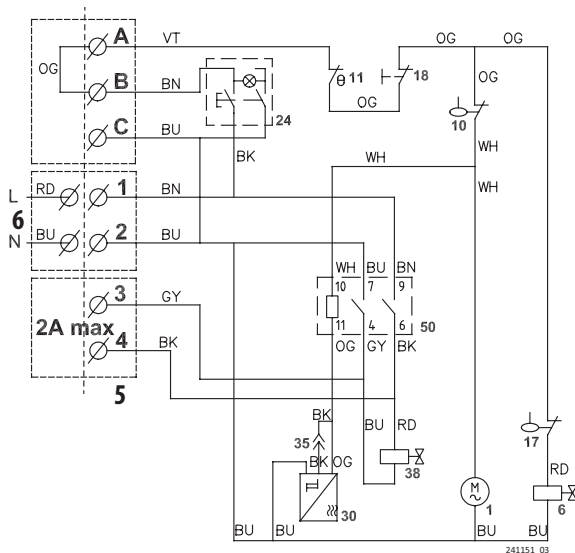 A VT OG OG
OG
B BN 11 18 OG
OG
24 10
C BU
BK WH
WH
L RD 1 BN WH
6
N BU 2 BU
WH BU BN
10 7 9
3 GY
2A max 11 4 6 50
4 BK OG GY BK
5
BK BU RD
35 17
BK OG 38 RD
M
~
30 1 6
BU BU BU BU
241151_03